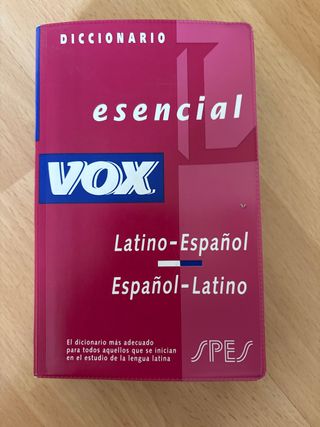 DICCIONARIO
esencial
VOX
Latino-Español
Español-Latino
El dicionario más adecuado
para todos aquellos que se inician
en el estudio de la lengua latina
SPES